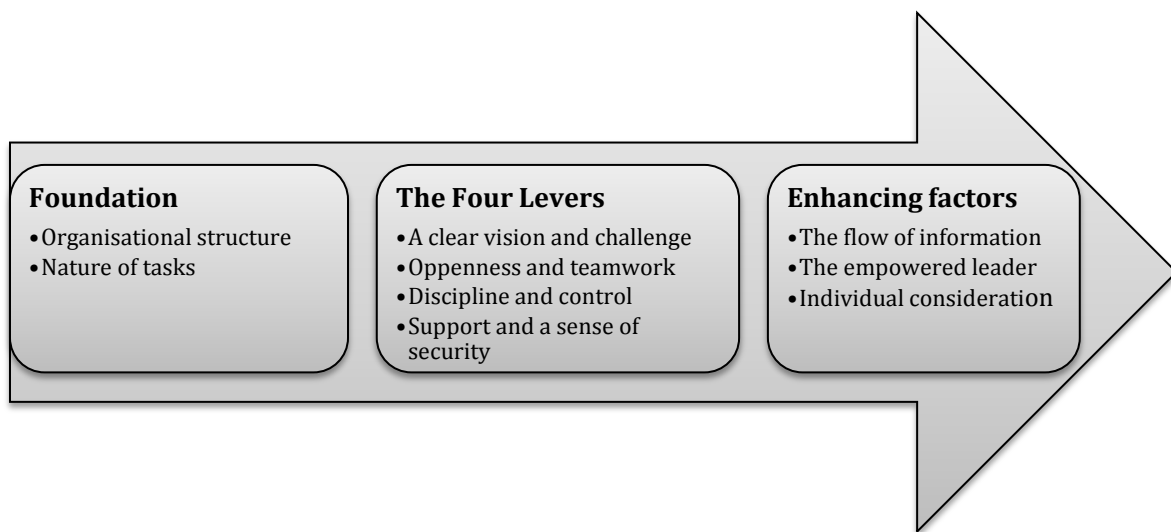 Foundation
•Organisational structure
•Nature of tasks
The Four Levers
•A clear vision and challenge
•Oppenness and teamwork
•Discipline and control
•Support and a sense of
security
Enhancing factors
•The flow of information
•The empowered leader
•Individual consideration